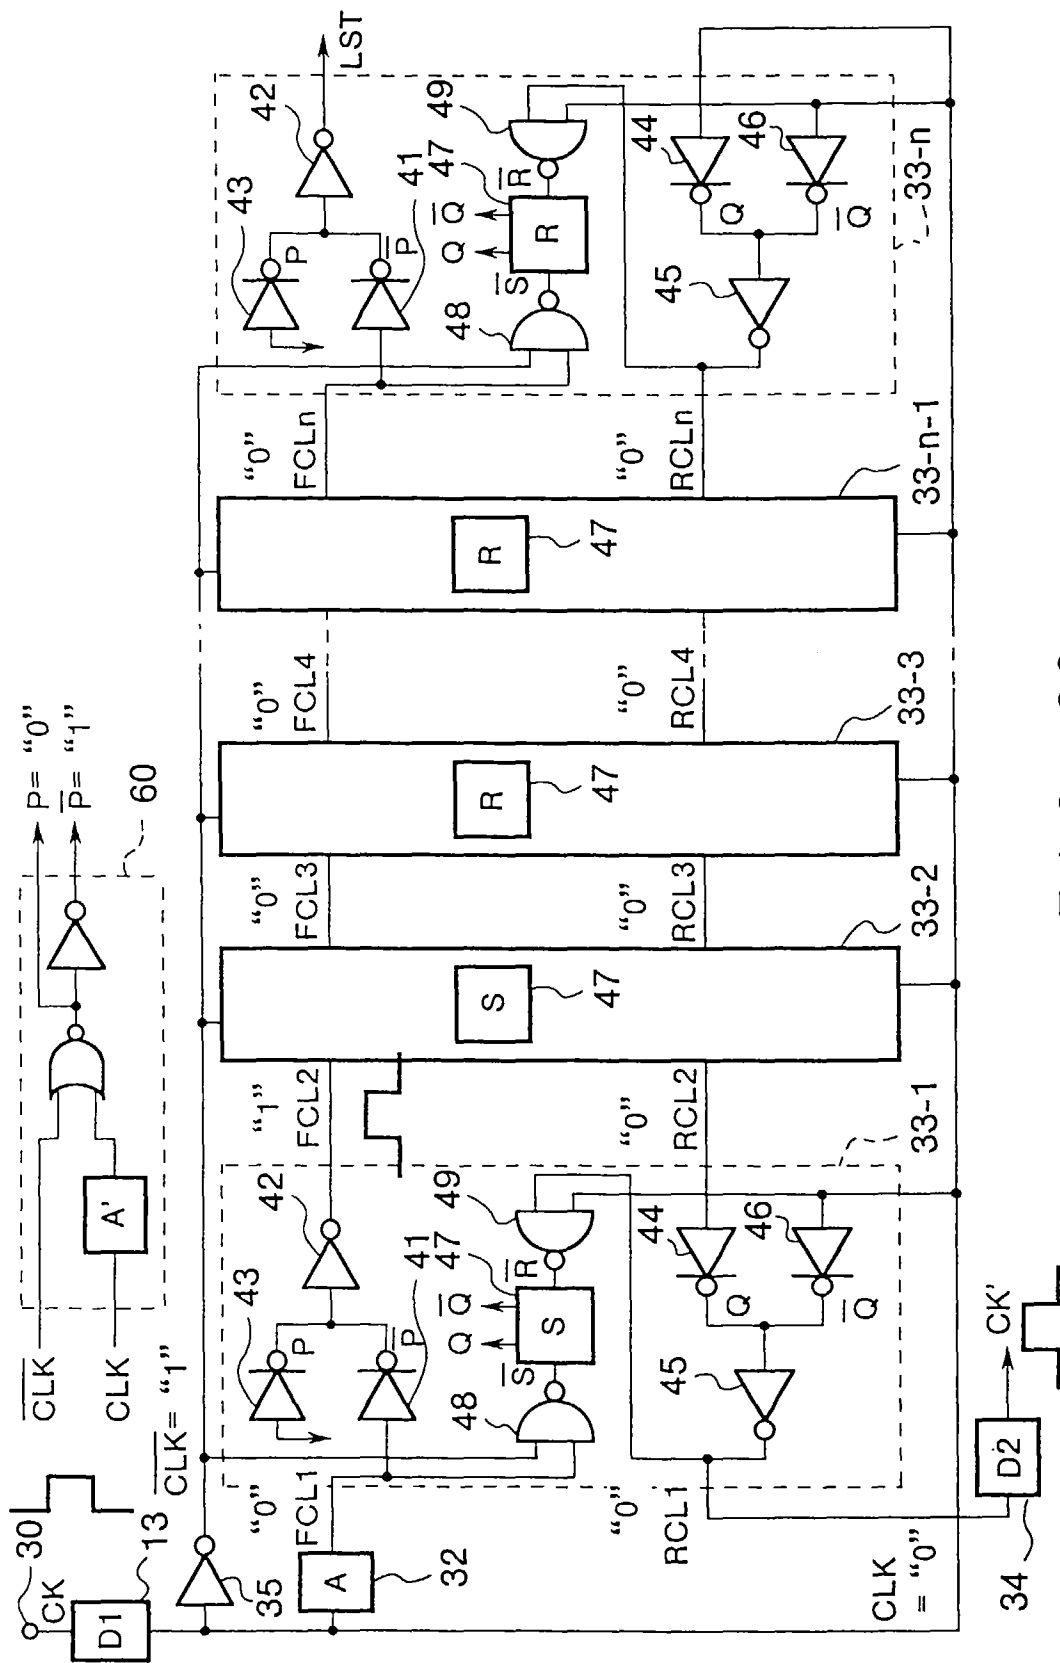 30
CK
D1
13
35
A
32
CLK = "1"
"0"
FCL1
"0"
RCL1
CLK
= "0"
34
D2
CK'
CLK
CLK
A'
60
P= "0"
P= "1"
43
P
41
P
42
48
S
S
47
Q
Q
R
49
44
Q
45
46
Q
33-1
"1"
FCL2
"0"
RCL2
S
47
33-2
"0"
FCL3
"0"
RCL3
R
47
33-3
"0"
FCL4
"0"
RCL4
R
47
33-n-1
"0"
FCLn
"0"
RCLn
43
P
41
P
42
LST
48
S
R
47
Q
Q
R
49
44
Q
45
46
Q
33-n